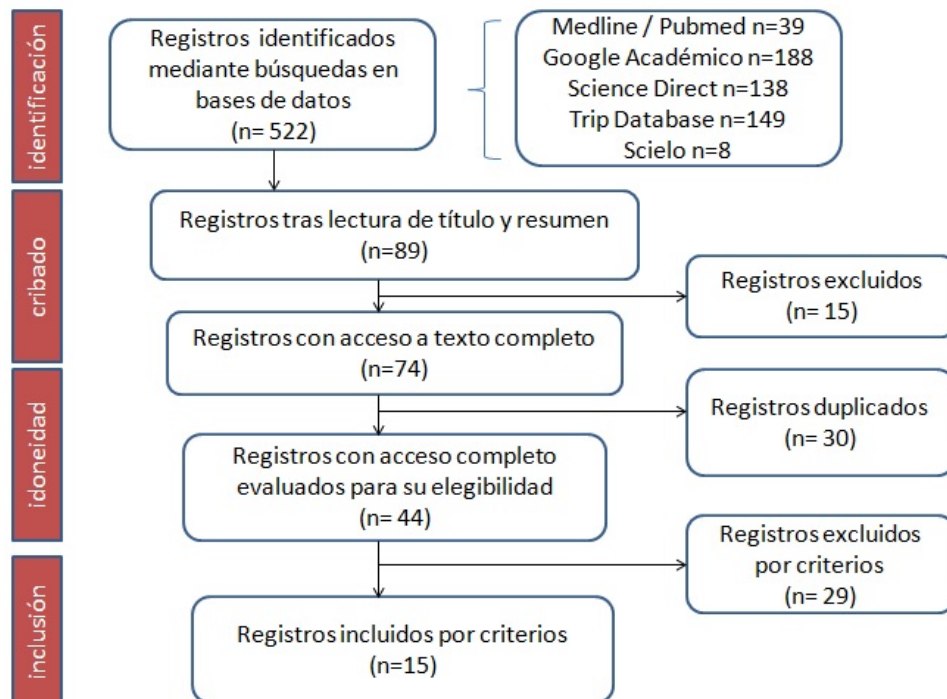 identificación
Registros identificados
mediante búsquedas en
bases de datos
(n= 522)
Medline / Pubmed n=39
Google Académico n=188
Science Direct n=138
Trip Database n=149
Scielo n=8
cribado
Registros tras lectura de título y resumen
(n=89)
Registros excluidos
(n= 15)
Registros con acceso a texto completo
(n=74)
idoneidad
Registros duplicados
(n= 30)
Registros con acceso completo
evaluados para su elegibilidad
(n= 44)
Registros excluidos
por criterios
(n= 29)
inclusión
Registros incluidos por criterios
(n=15)